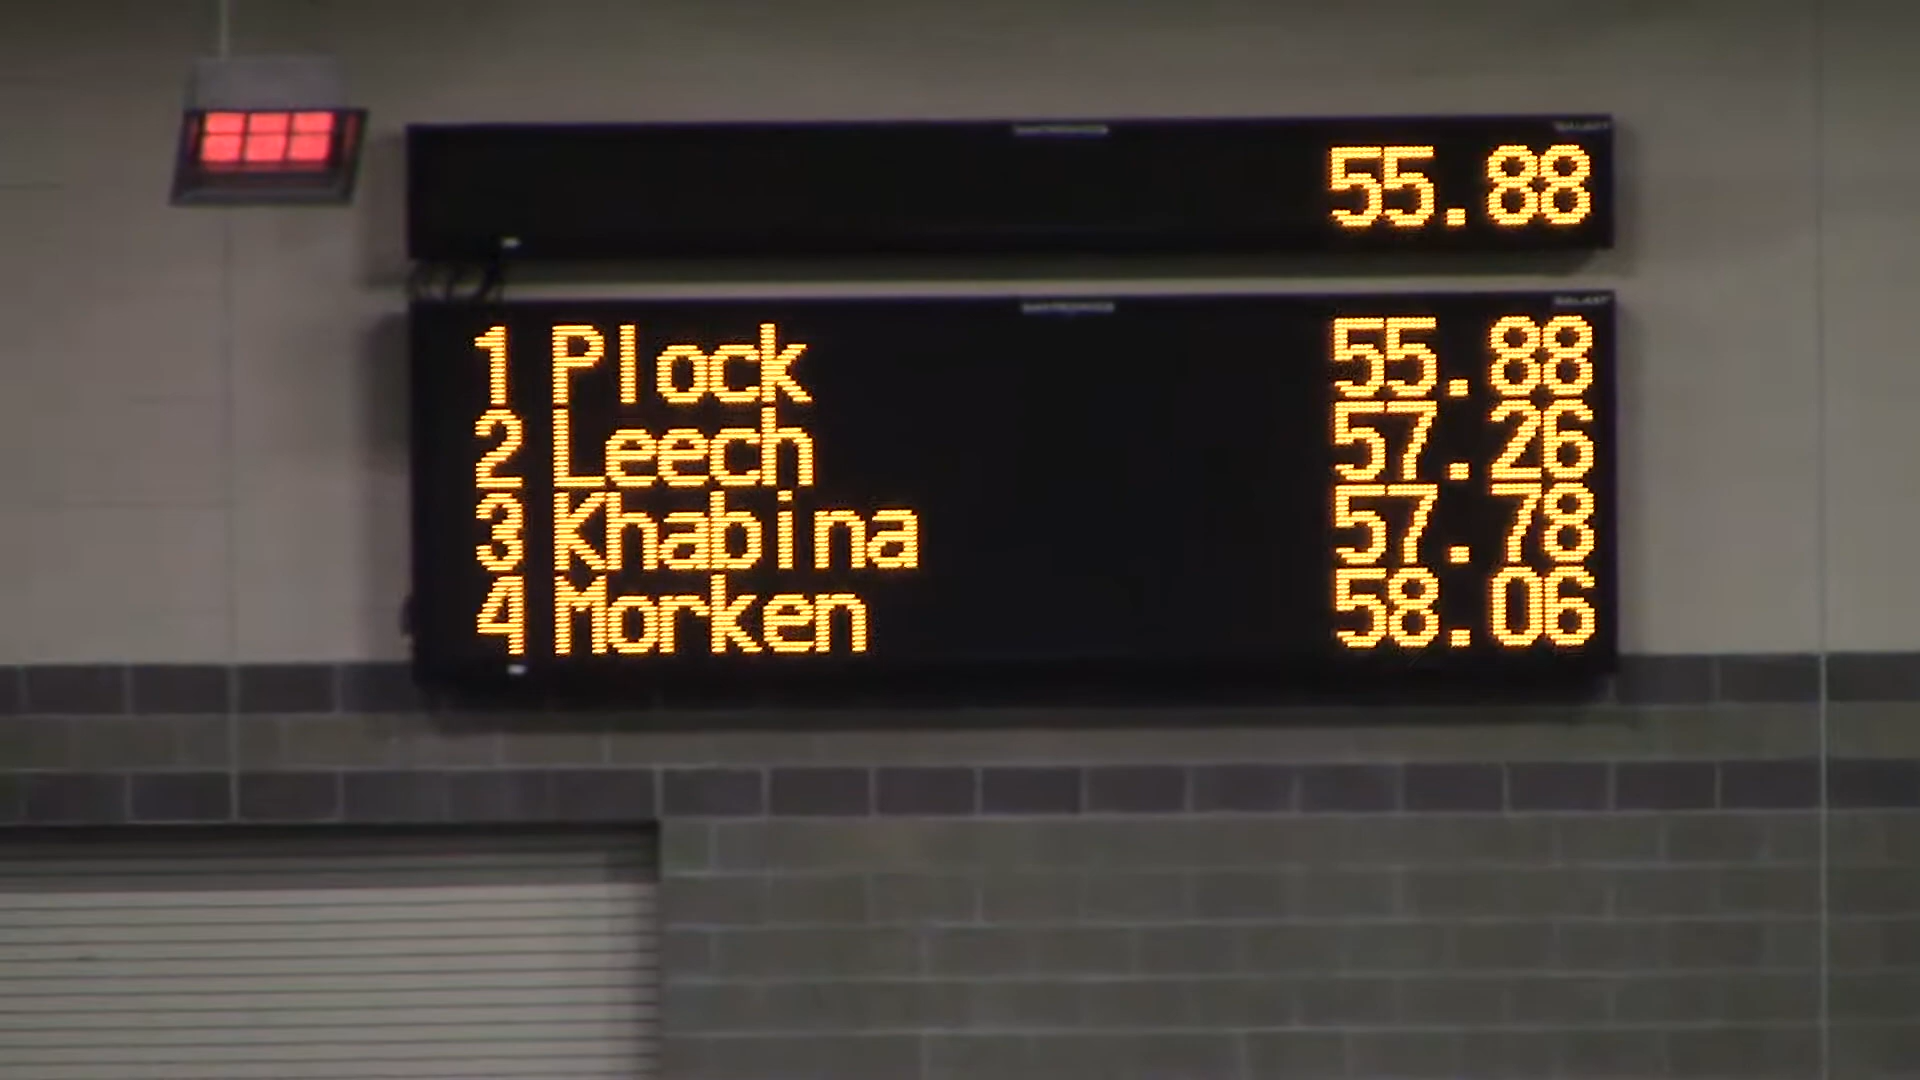 55.88
1 Plock 55.88
2 Leech 57.26
3 Khabina 57.78
4 Morken 58.06